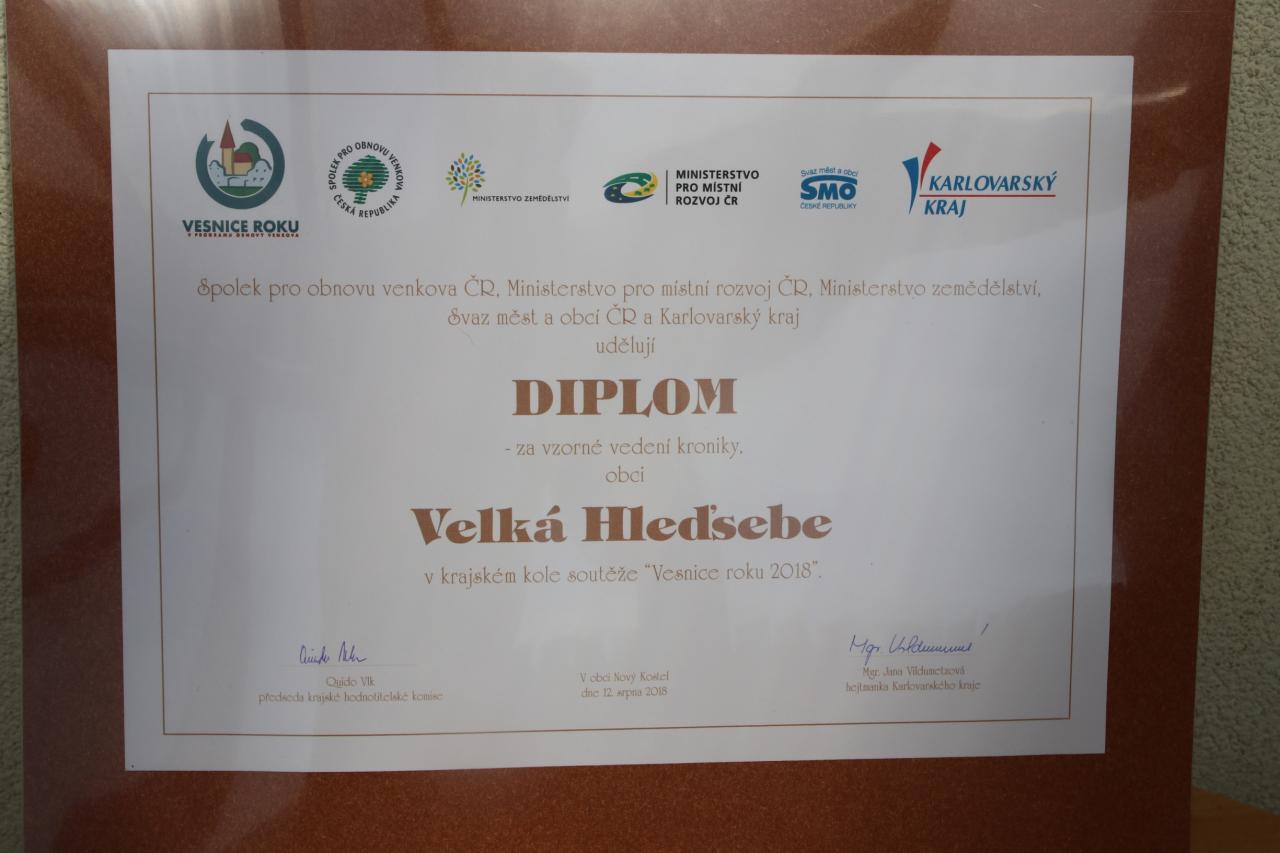 VESNICE ROKU
V PROGRAMU OBNOVY VENKOVA
SPOLEK PRO OBNOVU VENKOVA
ČESKÁ REPUBLIKA
MINISTERSTVO ZEMĚDĚLSTVÍ
MINISTERSTVO
PRO MÍSTNÍ
ROZVOJ ČR
Svaz měst a obcí
SMO
ČESKÉ REPUBLIKY
KARLOVARSKÝ
KRAJ
Spolek pro obnovu venkova ČR, Ministerstvo pro místní rozvoj ČR, Ministerstvo zemědělství,
Svaz měst a obcí ČR a Karlovarský kraj
udělují
DIPLOM
- za vzorné vedení kroniky,
obci
Velká Hleďsebe
v krajském kole soutěže “Vesnice roku 2018”.
Quido Vlk
předseda krajské hodnotitelské komise
V obci Nový Kostel
dne 12. srpna 2018
Mgr. Jana Vildumetzová
hejtmanka Karlovarského kraje